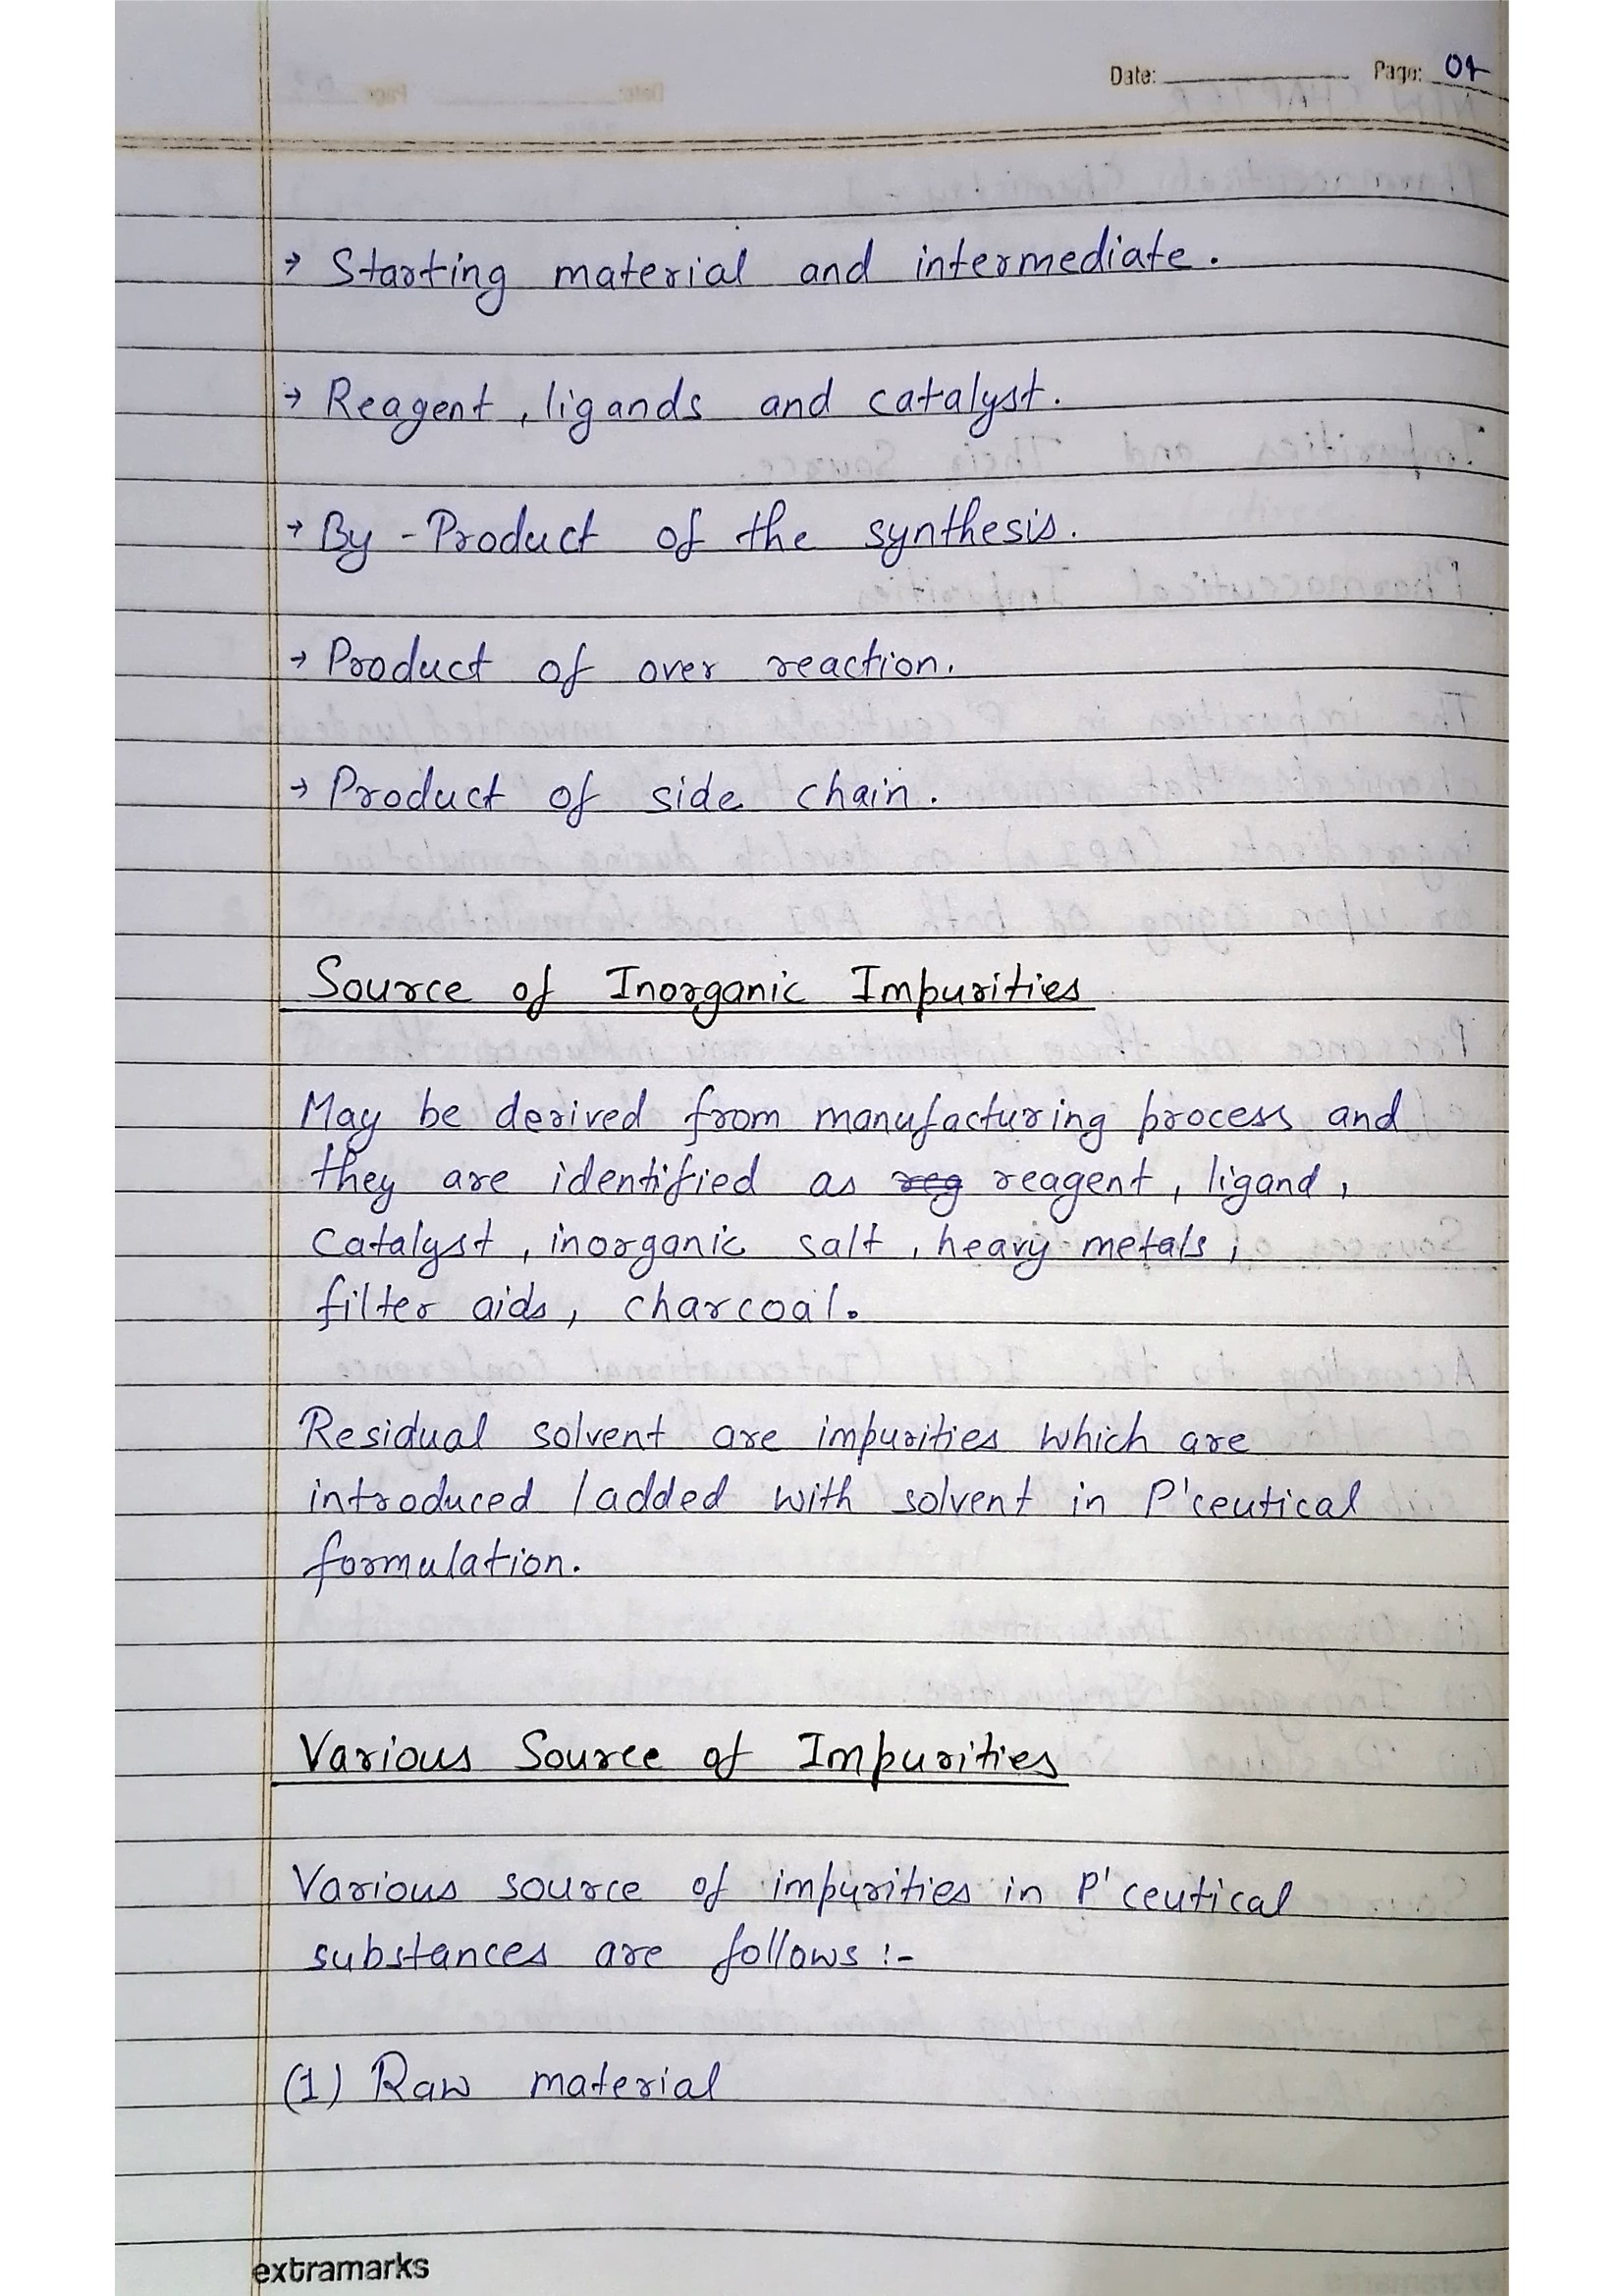 Date: Page: 04
→ Starting material and intermediate.
→ Reagent, ligands and catalyst.
→ By-Product of the synthesis.
→ Product of over reaction.
→ Product of side chain.
Source of Inorganic Impurities
May be derived from manufacturing process and
they are identified as ~~reg~~ reagent, ligand,
catalyst, inorganic salt, heavy metals,
filter aids, charcoal.
Residual solvent are impurities which are
introduced / added with solvent in P'ceutical
formulation.
Various Source of Impurities
Various source of impurities in P'ceutical
substances are follows :-
(1) Raw material
extramarks